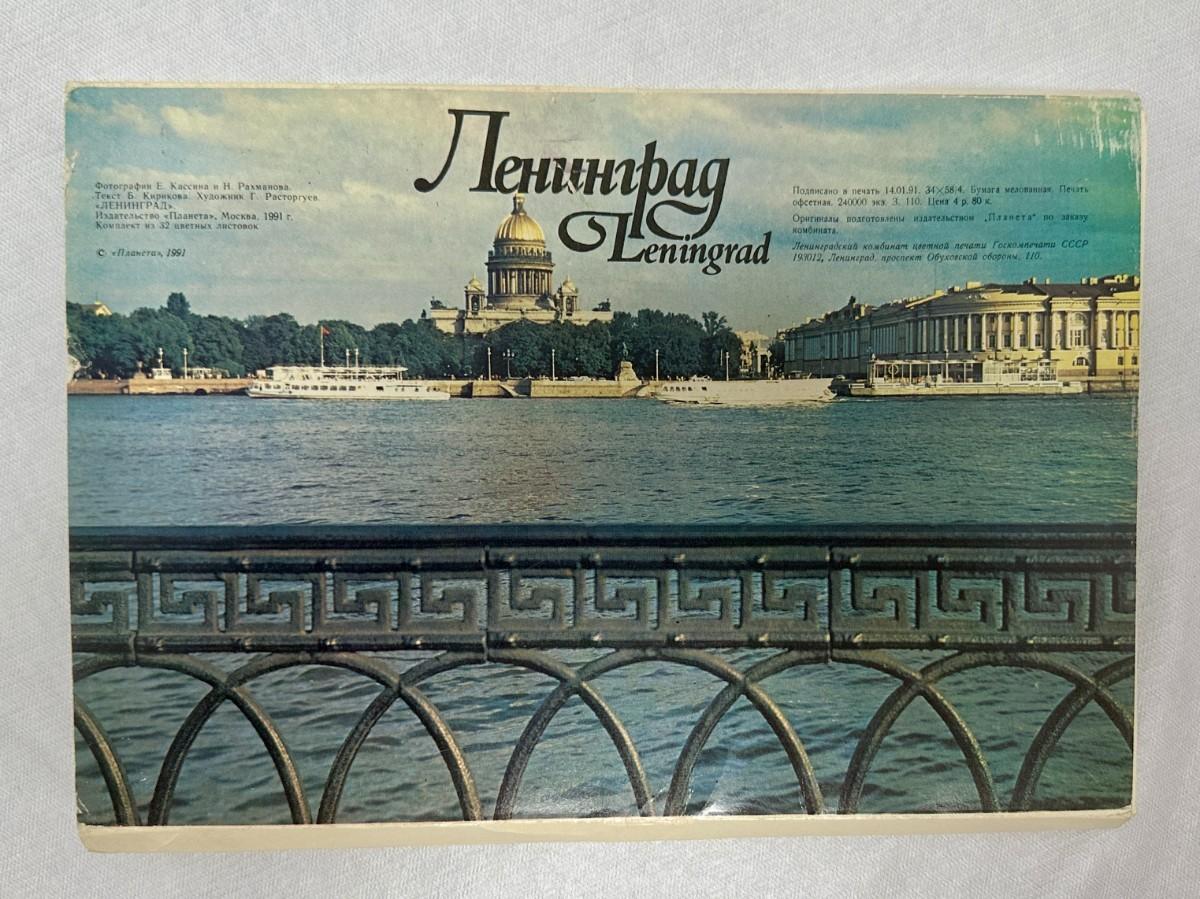 Ленинград
Leningrad
Фотографии Е. Кассина и Н. Рахманова.
Текст Б. Кирикова. Художник Г. Расторгуев.
«ЛЕНИНГРАД».
Издательство «Планета», Москва, 1991 г.
Комплект из 32 цветных листовок
© «Планета», 1991
Подписано в печать 14.01.91. 34×58/4. Бумага мелованная. Печать
офсетная. 240000 экз. З. 110. Цена 4 р. 80 к.
Оригиналы подготовлены издательством „Планета" по заказу
комбината.
Ленинградский комбинат цветной печати Госкомпечати СССР
193012, Ленинград, проспект Обуховской обороны, 110.